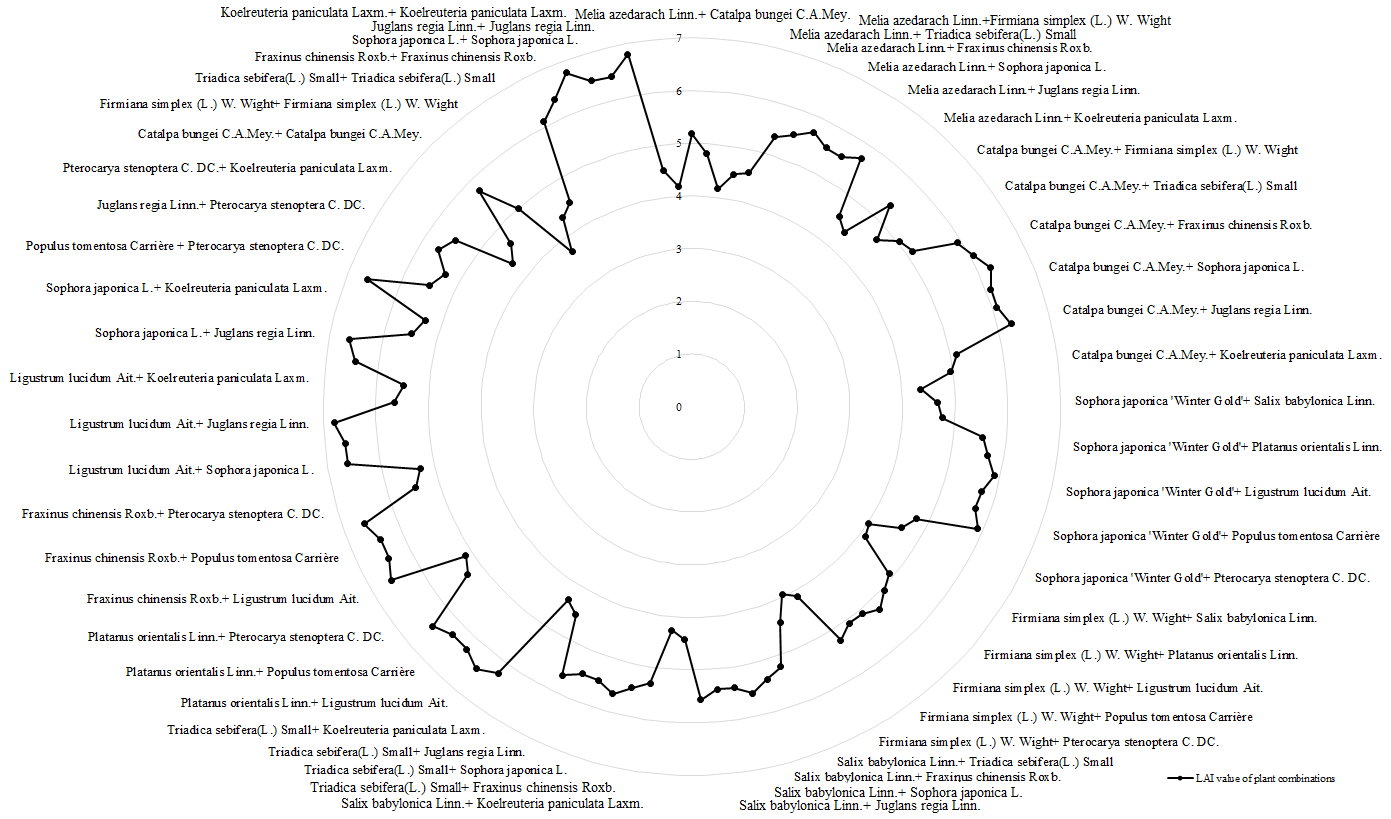 Melia azedarach Linn.+ Catalpa bungei C.A.Mey.
Melia azedarach Linn.+Firmiana simplex (L.) W. Wight
Melia azedarach Linn.+ Triadica sebifera(L.) Small
Melia azedarach Linn.+ Fraxinus chinensis Roxb.
Melia azedarach Linn.+ Sophora japonica L.
Melia azedarach Linn.+ Juglans regia Linn.
Melia azedarach Linn.+ Koelreuteria paniculata Laxm.
Catalpa bungei C.A.Mey.+ Firmiana simplex (L.) W. Wight
Catalpa bungei C.A.Mey.+ Triadica sebifera(L.) Small
Catalpa bungei C.A.Mey.+ Fraxinus chinensis Roxb.
Catalpa bungei C.A.Mey.+ Sophora japonica L.
Catalpa bungei C.A.Mey.+ Juglans regia Linn.
Catalpa bungei C.A.Mey.+ Koelreuteria paniculata Laxm.
Sophora japonica 'Winter Gold'+ Salix babylonica Linn.
Sophora japonica 'Winter Gold'+ Platanus orientalis Linn.
Sophora japonica 'Winter Gold'+ Ligustrum lucidum Ait.
Sophora japonica 'Winter Gold'+ Populus tomentosa Carrière
Sophora japonica 'Winter Gold'+ Pterocarya stenoptera C. DC.
Firmiana simplex (L.) W. Wight+ Salix babylonica Linn.
Firmiana simplex (L.) W. Wight+ Platanus orientalis Linn.
Firmiana simplex (L.) W. Wight+ Ligustrum lucidum Ait.
Firmiana simplex (L.) W. Wight+ Populus tomentosa Carrière
Firmiana simplex (L.) W. Wight+ Pterocarya stenoptera C. DC.
Salix babylonica Linn.+ Triadica sebifera(L.) Small
Salix babylonica Linn.+ Fraxinus chinensis Roxb.
Salix babylonica Linn.+ Sophora japonica L.
Salix babylonica Linn.+ Juglans regia Linn.
Salix babylonica Linn.+ Koelreuteria paniculata Laxm.
Triadica sebifera(L.) Small+ Fraxinus chinensis Roxb.
Triadica sebifera(L.) Small+ Sophora japonica L.
Triadica sebifera(L.) Small+ Juglans regia Linn.
Triadica sebifera(L.) Small+ Koelreuteria paniculata Laxm.
Platanus orientalis Linn.+ Ligustrum lucidum Ait.
Platanus orientalis Linn.+ Populus tomentosa Carrière
Platanus orientalis Linn.+ Pterocarya stenoptera C. DC.
Fraxinus chinensis Roxb.+ Ligustrum lucidum Ait.
Fraxinus chinensis Roxb.+ Populus tomentosa Carrière
Fraxinus chinensis Roxb.+ Pterocarya stenoptera C. DC.
Ligustrum lucidum Ait.+ Sophora japonica L.
Ligustrum lucidum Ait.+ Juglans regia Linn.
Ligustrum lucidum Ait.+ Koelreuteria paniculata Laxm.
Sophora japonica L.+ Juglans regia Linn.
Sophora japonica L.+ Koelreuteria paniculata Laxm.
Populus tomentosa Carrière + Pterocarya stenoptera C. DC.
Juglans regia Linn.+ Pterocarya stenoptera C. DC.
Pterocarya stenoptera C. DC.+ Koelreuteria paniculata Laxm.
Catalpa bungei C.A.Mey.+ Catalpa bungei C.A.Mey.
Firmiana simplex (L.) W. Wight+ Firmiana simplex (L.) W. Wight
Triadica sebifera(L.) Small+ Triadica sebifera(L.) Small
Fraxinus chinensis Roxb.+ Fraxinus chinensis Roxb.
Sophora japonica L.+ Sophora japonica L.
Juglans regia Linn.+ Juglans regia Linn.
Koelreuteria paniculata Laxm.+ Koelreuteria paniculata Laxm.
7
6
5
4
3
2
1
0
LAI value of plant combinations